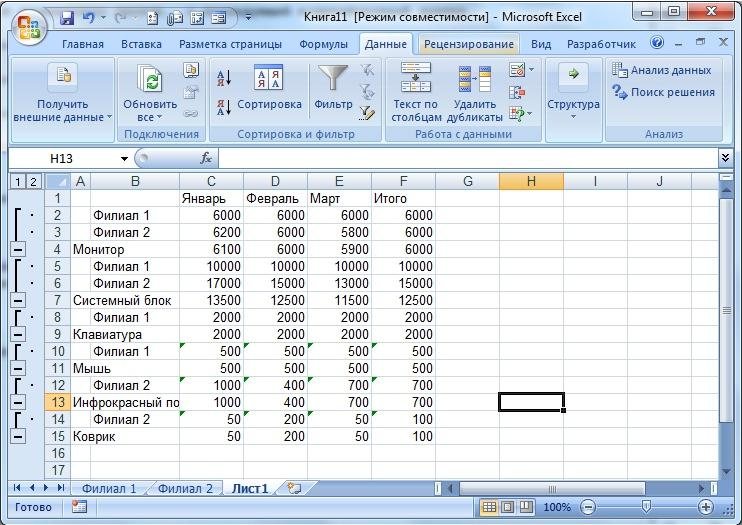 Книга11 [Режим совместимости] - Microsoft Excel
Главная Вставка Разметка страницы Формулы Данные Рецензирование Вид Разработчик
Получить внешние данные
Обновить все
Подключения
Сортировка
Фильтр
Сортировка и фильтр
Текст по столбцам
Удалить дубликаты
Работа с данными
Структура
Анализ данных
Поиск решения
Анализ
H13 fx
1 2 A B C D E F G H I J
1 Январь Февраль Март Итого
2 Филиал 1 6000 6000 6000 6000
3 Филиал 2 6200 6000 5800 6000
4 Монитор 6100 6000 5900 6000
5 Филиал 1 10000 10000 10000 10000
6 Филиал 2 17000 15000 13000 15000
7 Системный блок 13500 12500 11500 12500
8 Филиал 1 2000 2000 2000 2000
9 Клавиатура 2000 2000 2000 2000
10 Филиал 1 500 500 500 500
11 Мышь 500 500 500 500
12 Филиал 2 1000 400 700 700
13 Инфрокрасный по 1000 400 700 700
14 Филиал 2 50 200 50 100
15 Коврик 50 200 50 100
16
17
Филиал 1 Филиал 2 Лист1
Готово 100%